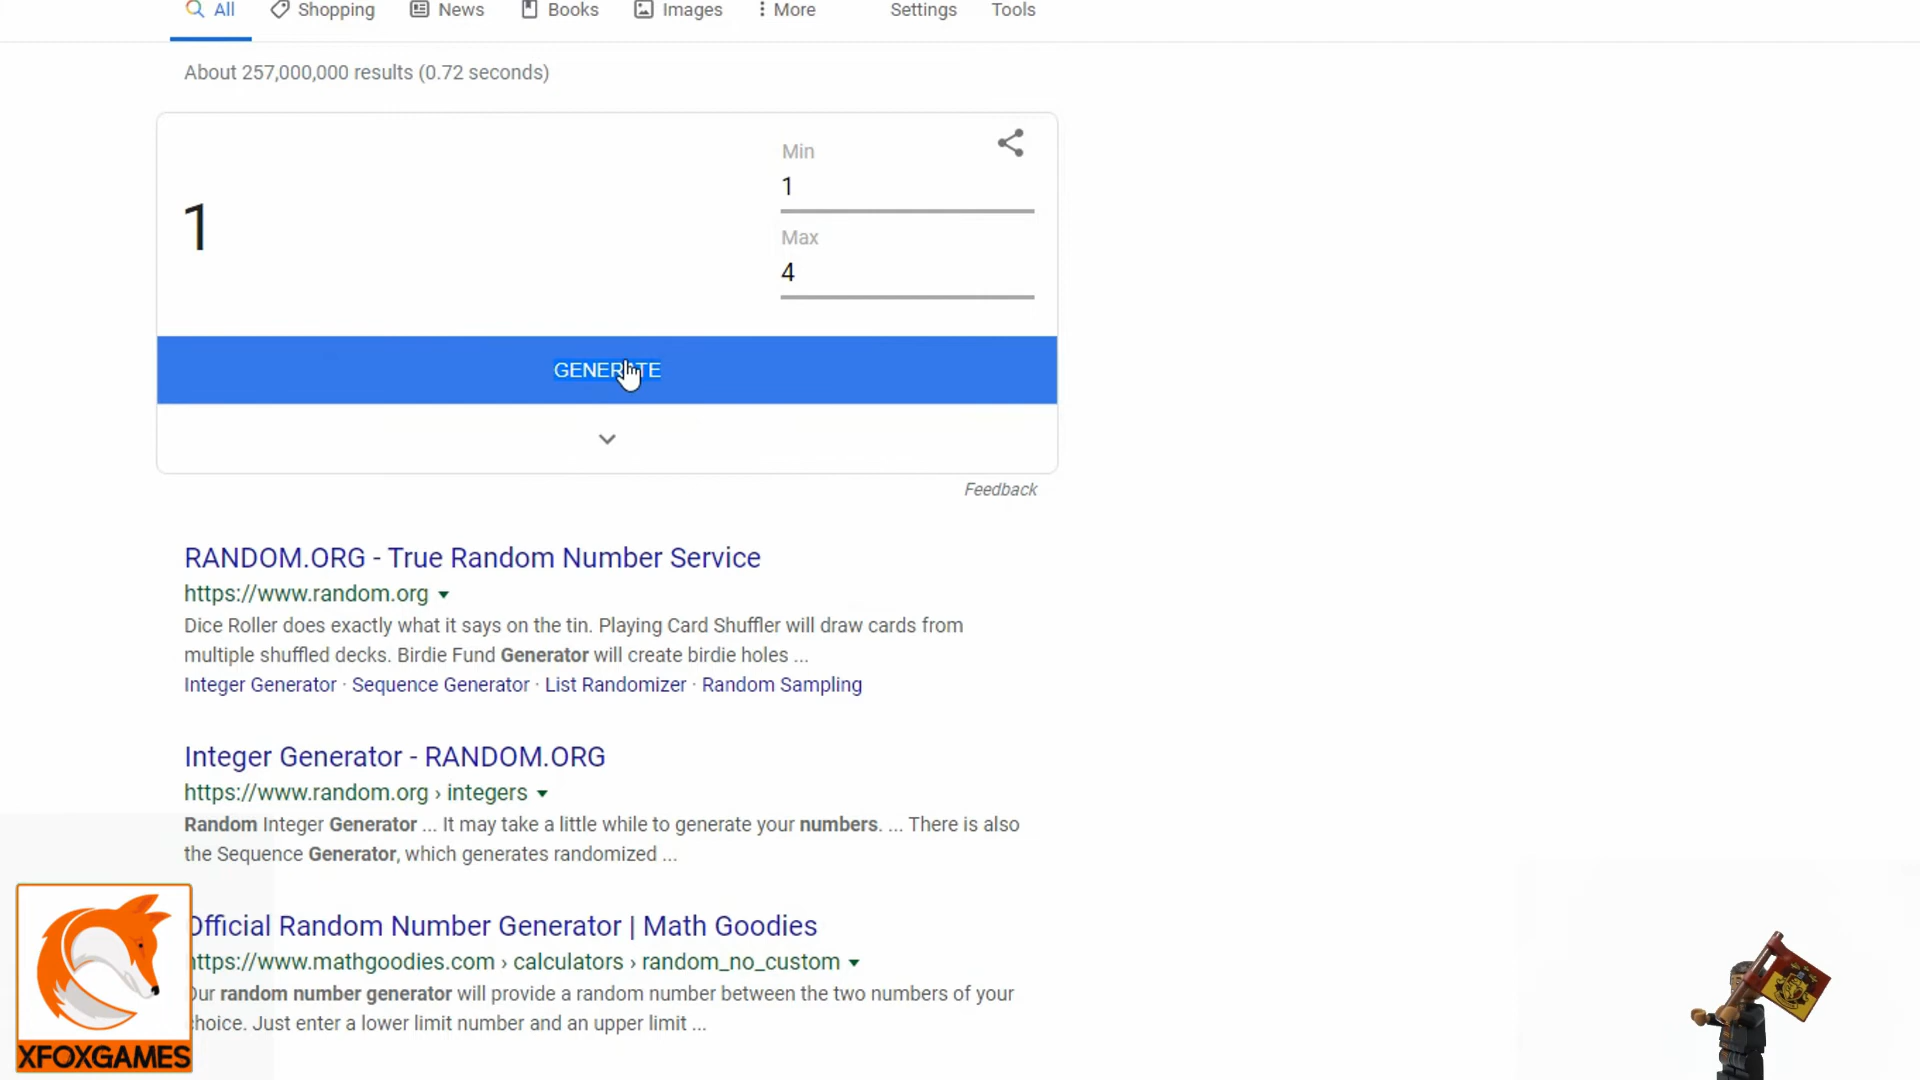 All Shopping News Books Images More Settings Tools
About 257,000,000 results (0.72 seconds)
Min
1
1
Max
4
GENERATE
Feedback
RANDOM.ORG - True Random Number Service
https://www.random.org
Dice Roller does exactly what it says on the tin. Playing Card Shuffler will draw cards from
multiple shuffled decks. Birdie Fund Generator will create birdie holes ...
Integer Generator · Sequence Generator · List Randomizer · Random Sampling
Integer Generator - RANDOM.ORG
https://www.random.org › integers
Random Integer Generator ... It may take a little while to generate your numbers. ... There is also
the Sequence Generator, which generates randomized ...
Official Random Number Generator | Math Goodies
https://www.mathgoodies.com › calculators › random_no_custom
Our random number generator will provide a random number between the two numbers of your
choice. Just enter a lower limit number and an upper limit ...
XFOXGAMES